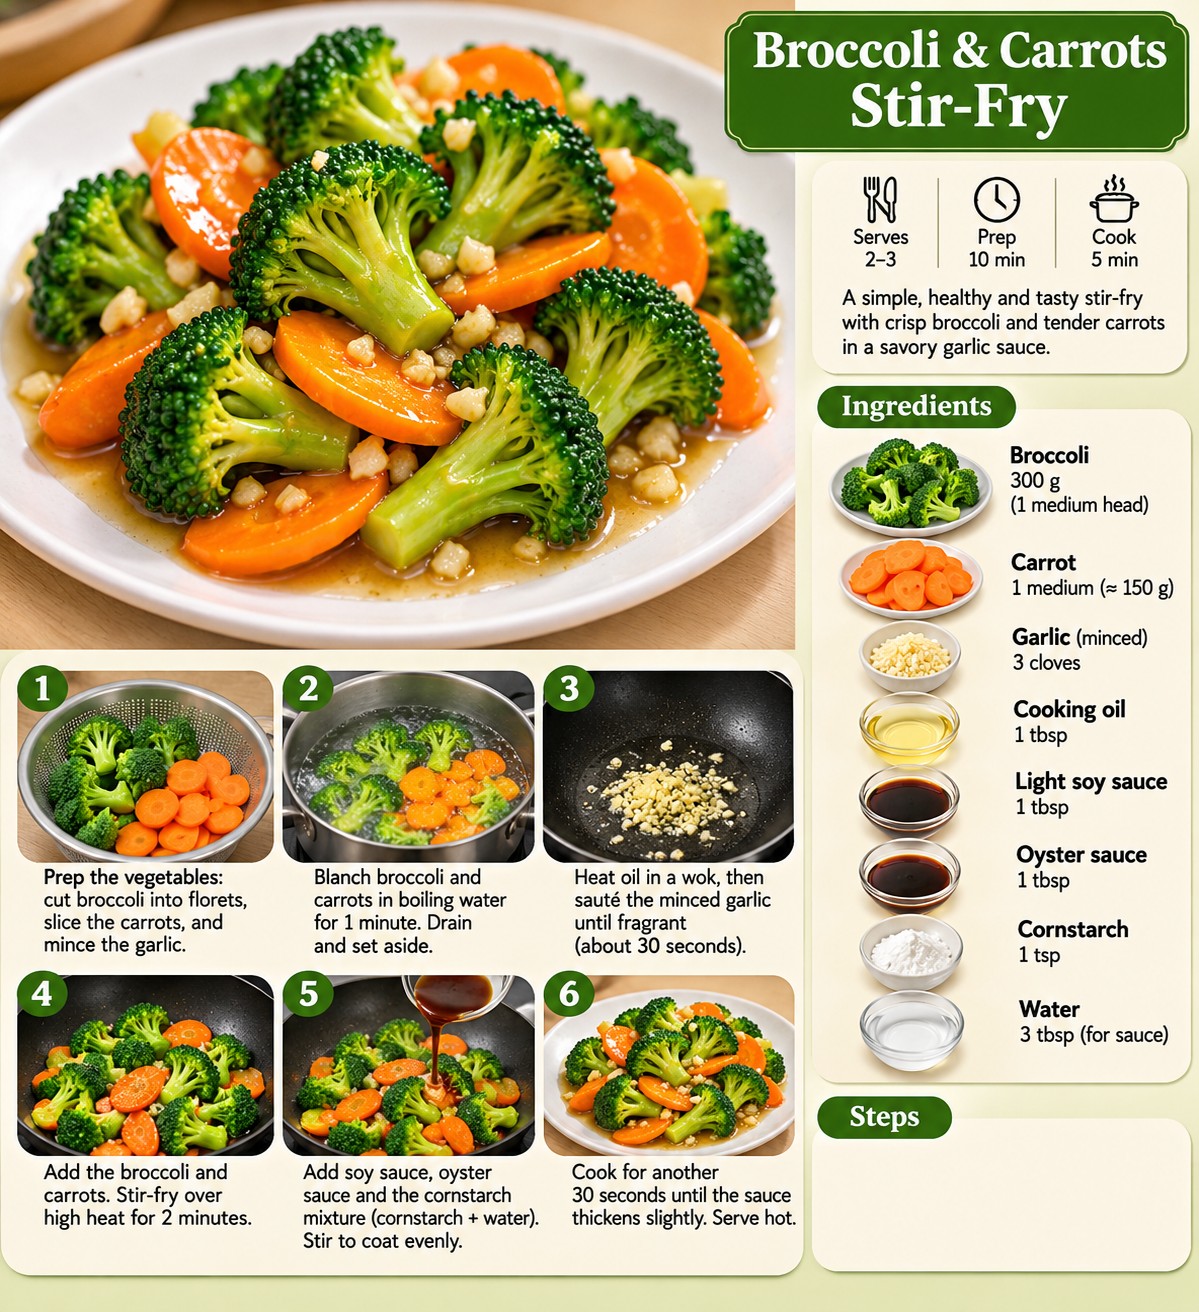 Broccoli & Carrots
Stir-Fry
Serves
2–3
Prep
10 min
Cook
5 min
A simple, healthy and tasty stir-fry
with crisp broccoli and tender carrots
in a savory garlic sauce.
Ingredients
Broccoli
300 g
(1 medium head)
Carrot
1 medium (≈ 150 g)
Garlic (minced)
3 cloves
Cooking oil
1 tbsp
Light soy sauce
1 tbsp
Oyster sauce
1 tbsp
Cornstarch
1 tsp
Water
3 tbsp (for sauce)
Steps
1
Prep the vegetables:
cut broccoli into florets,
slice the carrots, and
mince the garlic.
2
Blanch broccoli and
carrots in boiling water
for 1 minute. Drain
and set aside.
3
Heat oil in a wok, then
sauté the minced garlic
until fragrant
(about 30 seconds).
4
Add the broccoli and
carrots. Stir-fry over
high heat for 2 minutes.
5
Add soy sauce, oyster
sauce and the cornstarch
mixture (cornstarch + water).
Stir to coat evenly.
6
Cook for another
30 seconds until the sauce
thickens slightly. Serve hot.